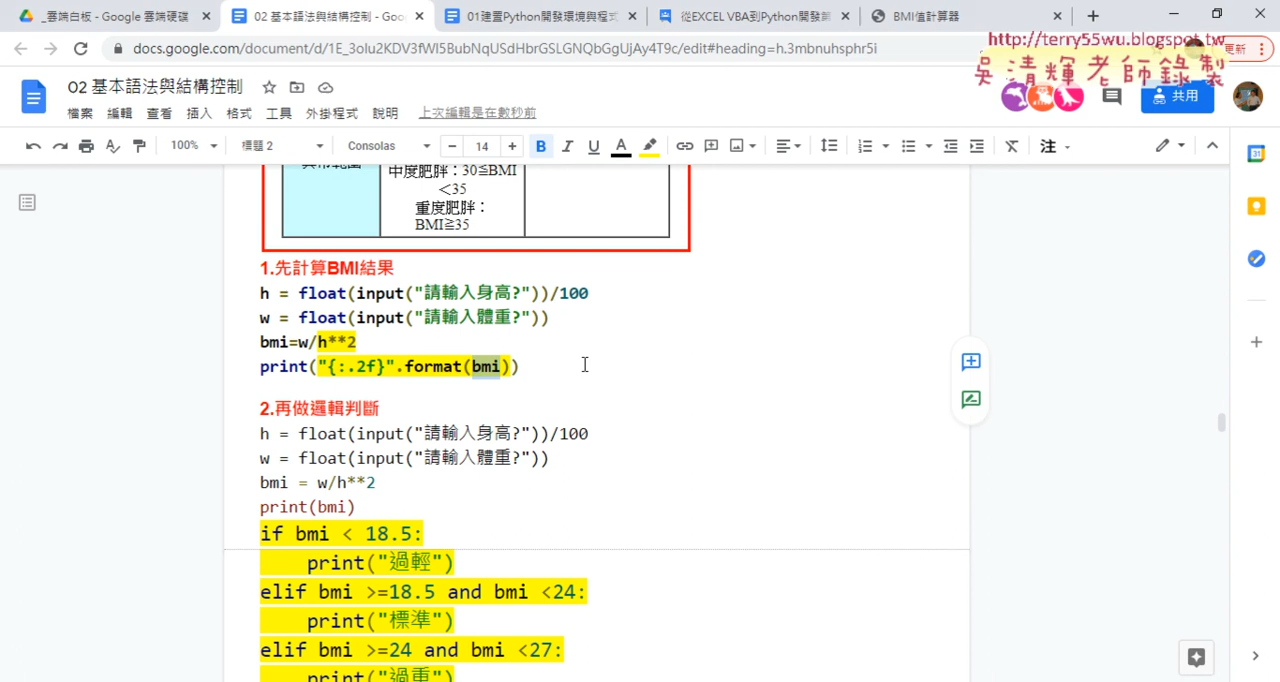 _雲端白板 - Google 雲端硬碟
02 基本語法與結構控制 - Goo
01建置Python開發環境與程式
從EXCEL VBA到Python開發第
BMI值計算器
docs.google.com/document/d/1E_3oIu2KDV3fWI5BubNqUSdHbrGSLGNQbGgUjAy4T9c/edit#heading=h.3mbnuhsphr5i
更新
http://terry55wu.blogspot.tw
吳清輝老師錄製
02 基本語法與結構控制
共用
檔案 編輯 查看 插入 格式 工具 外掛程式 說明 上次編輯是在數秒前
100% 標題 2 Consolas 14 B I U A 注
中度肥胖：30≦BMI
＜35
重度肥胖：
BMI≧35
1.先計算BMI結果
h = float(input("請輸入身高?"))/100
w = float(input("請輸入體重?"))
bmi=w/h**2
print("{:.2f}".format(bmi))
2.再做邏輯判斷
h = float(input("請輸入身高?"))/100
w = float(input("請輸入體重?"))
bmi = w/h**2
print(bmi)
if bmi < 18.5:
print("過輕")
elif bmi >=18.5 and bmi <24:
print("標準")
elif bmi >=24 and bmi <27:
print("過重")